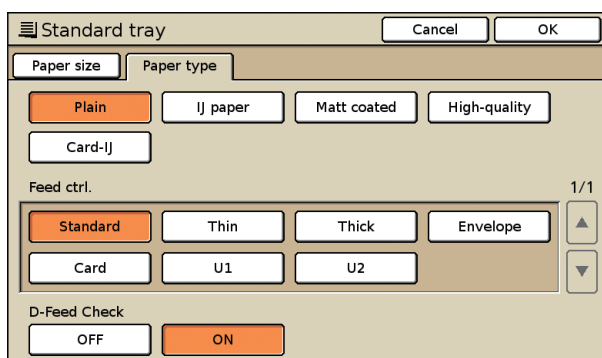 Standard tray Cancel OK
Paper size Paper type
Plain IJ paper Matt coated High-quality
Card-IJ
Feed ctrl. 1/1
Standard Thin Thick Envelope
Card U1 U2
D-Feed Check
OFF ON